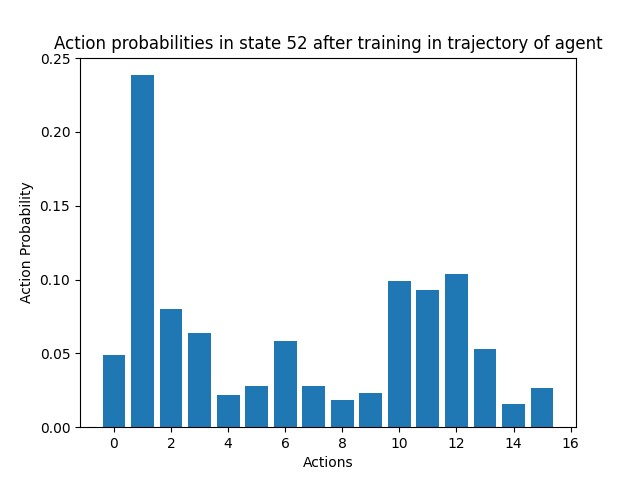 Action probabilities in state 52 after training in trajectory of agent
0.25
0.20
0.15
0.10
0.05
0.00
Action Probability
0 2 4 6 8 10 12 14 16
Actions